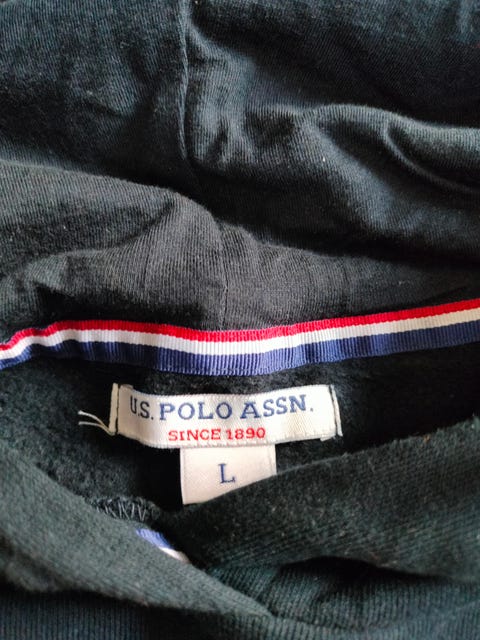 U.S. POLO ASSN.
SINCE 1890
L